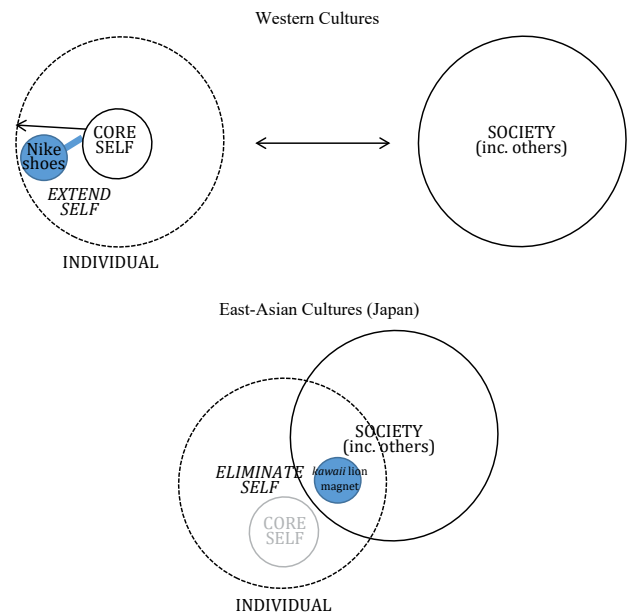 Western Cultures
CORE
SELF
Nike
shoes
EXTEND
SELF
INDIVIDUAL
SOCIETY
(inc. others)
East-Asian Cultures (Japan)
SOCIETY
(inc. others)
ELIMINATE
SELF
kawaii lion
magnet
CORE
SELF
INDIVIDUAL